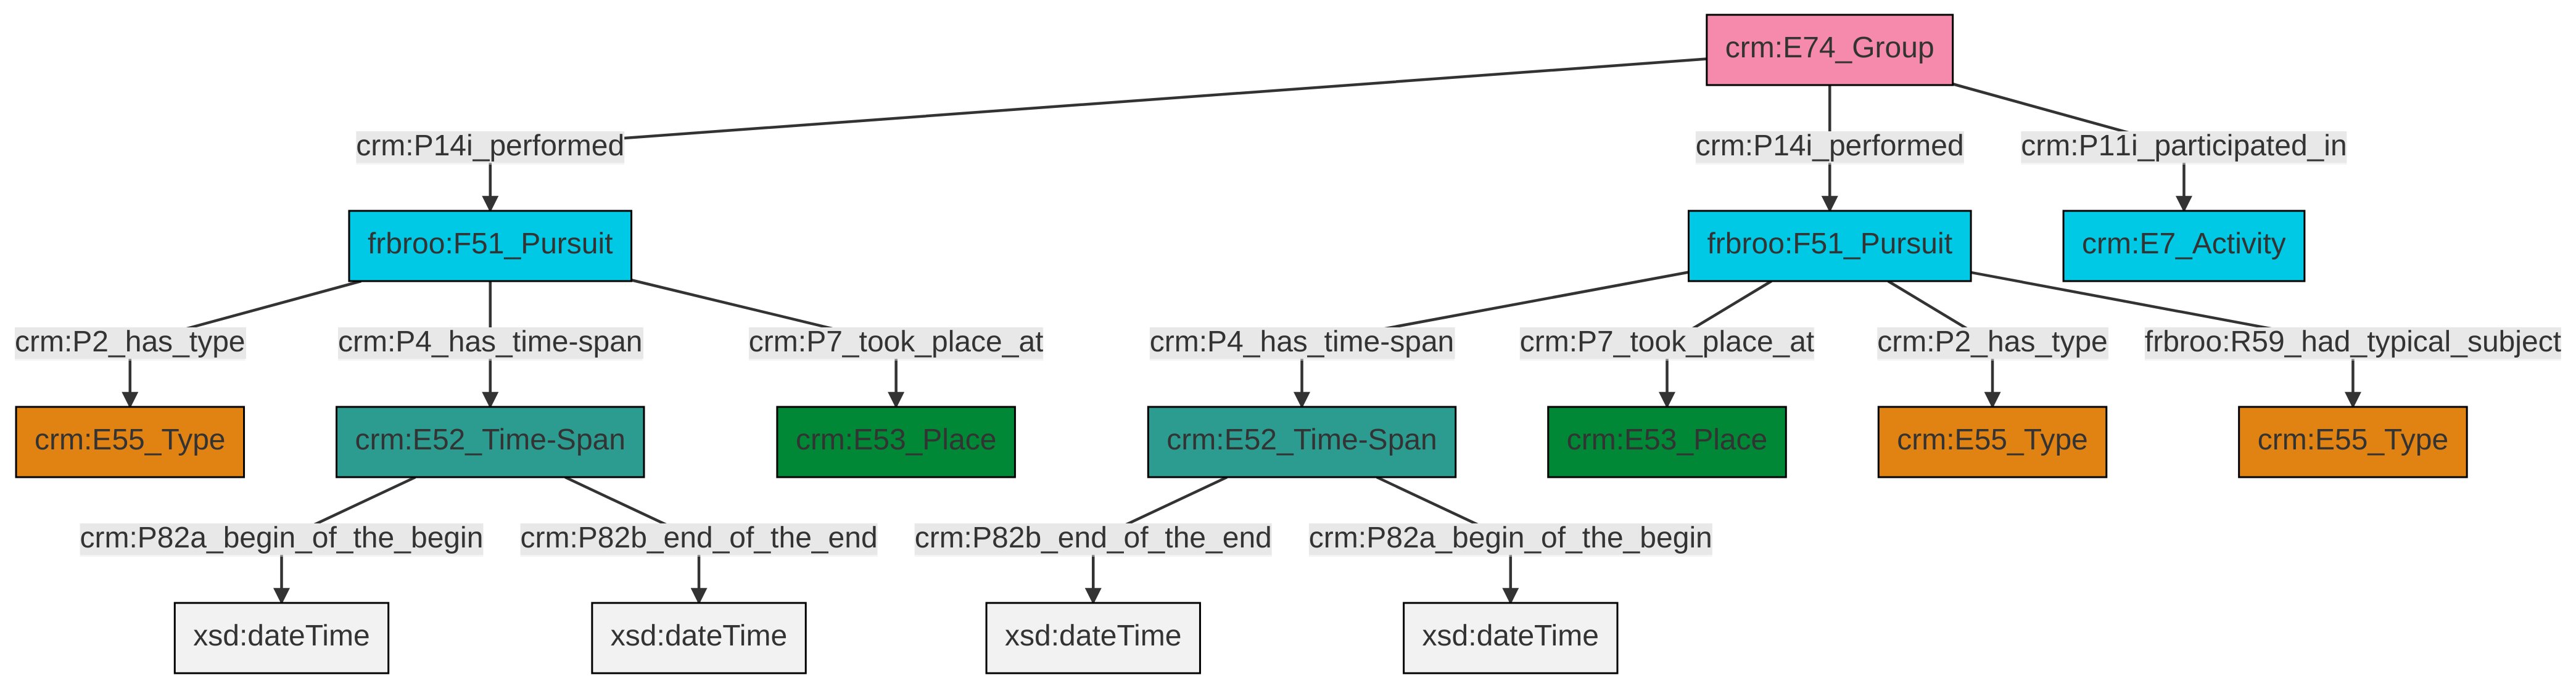 crm:E74_Group
crm:P14i_performed
crm:P14i_performed
crm:P11i_participated_in
frbroo:F51_Pursuit
frbroo:F51_Pursuit
crm:E7_Activity
crm:P2_has_type
crm:P4_has_time-span
crm:P7_took_place_at
crm:P4_has_time-span
crm:P7_took_place_at
crm:P2_has_type
frbroo:R59_had_typical_subject
crm:E55_Type
crm:E52_Time-Span
crm:E53_Place
crm:E52_Time-Span
crm:E53_Place
crm:E55_Type
crm:E55_Type
crm:P82a_begin_of_the_begin
crm:P82b_end_of_the_end
crm:P82b_end_of_the_end
crm:P82a_begin_of_the_begin
xsd:dateTime
xsd:dateTime
xsd:dateTime
xsd:dateTime